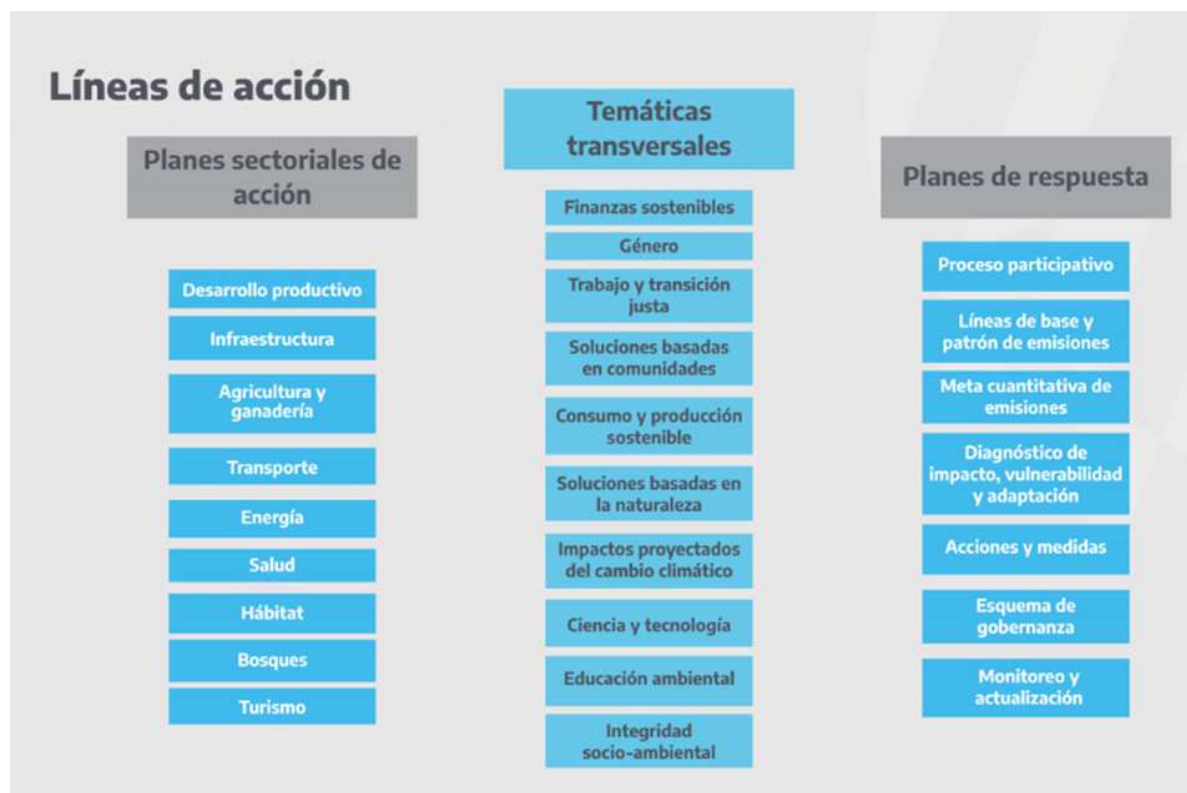 Líneas de acción
Planes sectoriales de
acción
Desarrollo productivo
Infraestructura
Agricultura y
ganadería
Transporte
Energía
Salud
Hábitat
Bosques
Turismo
Temáticas
transversales
Finanzas sostenibles
Género
Trabajo y transición
justa
Soluciones basadas
en comunidades
Consumo y producción
sostenible
Soluciones basadas en
la naturaleza
Impactos proyectados
del cambio climático
Ciencia y tecnología
Educación ambiental
Integridad
socio-ambiental
Planes de respuesta
Proceso participativo
Líneas de base y
patrón de emisiones
Meta cuantitativa de
emisiones
Diagnóstico de
impacto, vulnerabilidad
y adaptación
Acciones y medidas
Esquema de
gobernanza
Monitoreo y
actualización